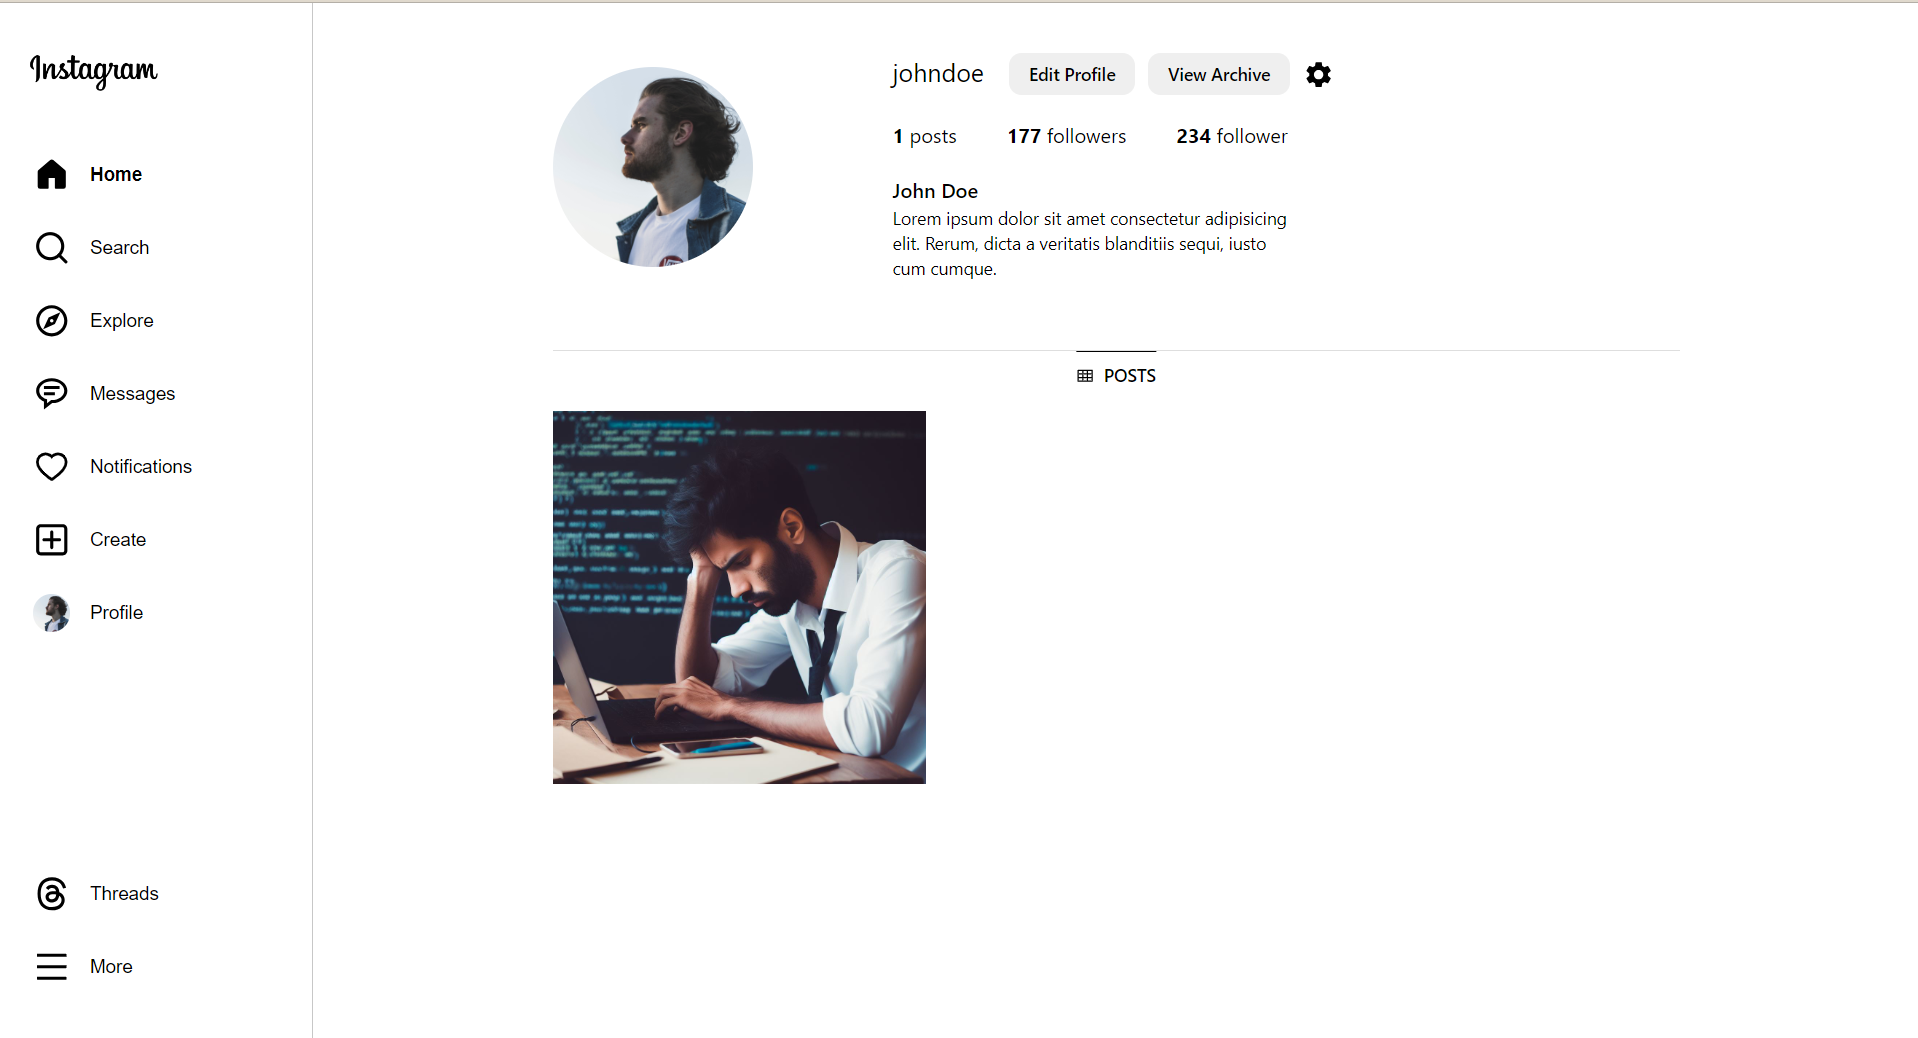 Instagram
Home
Search
Explore
Messages
Notifications
Create
Profile
Threads
More
johndoe Edit Profile View Archive
1 posts 177 followers 234 follower
John Doe
Lorem ipsum dolor sit amet consectetur adipisicing
elit. Rerum, dicta a veritatis blanditiis sequi, iusto
cum cumque.
POSTS